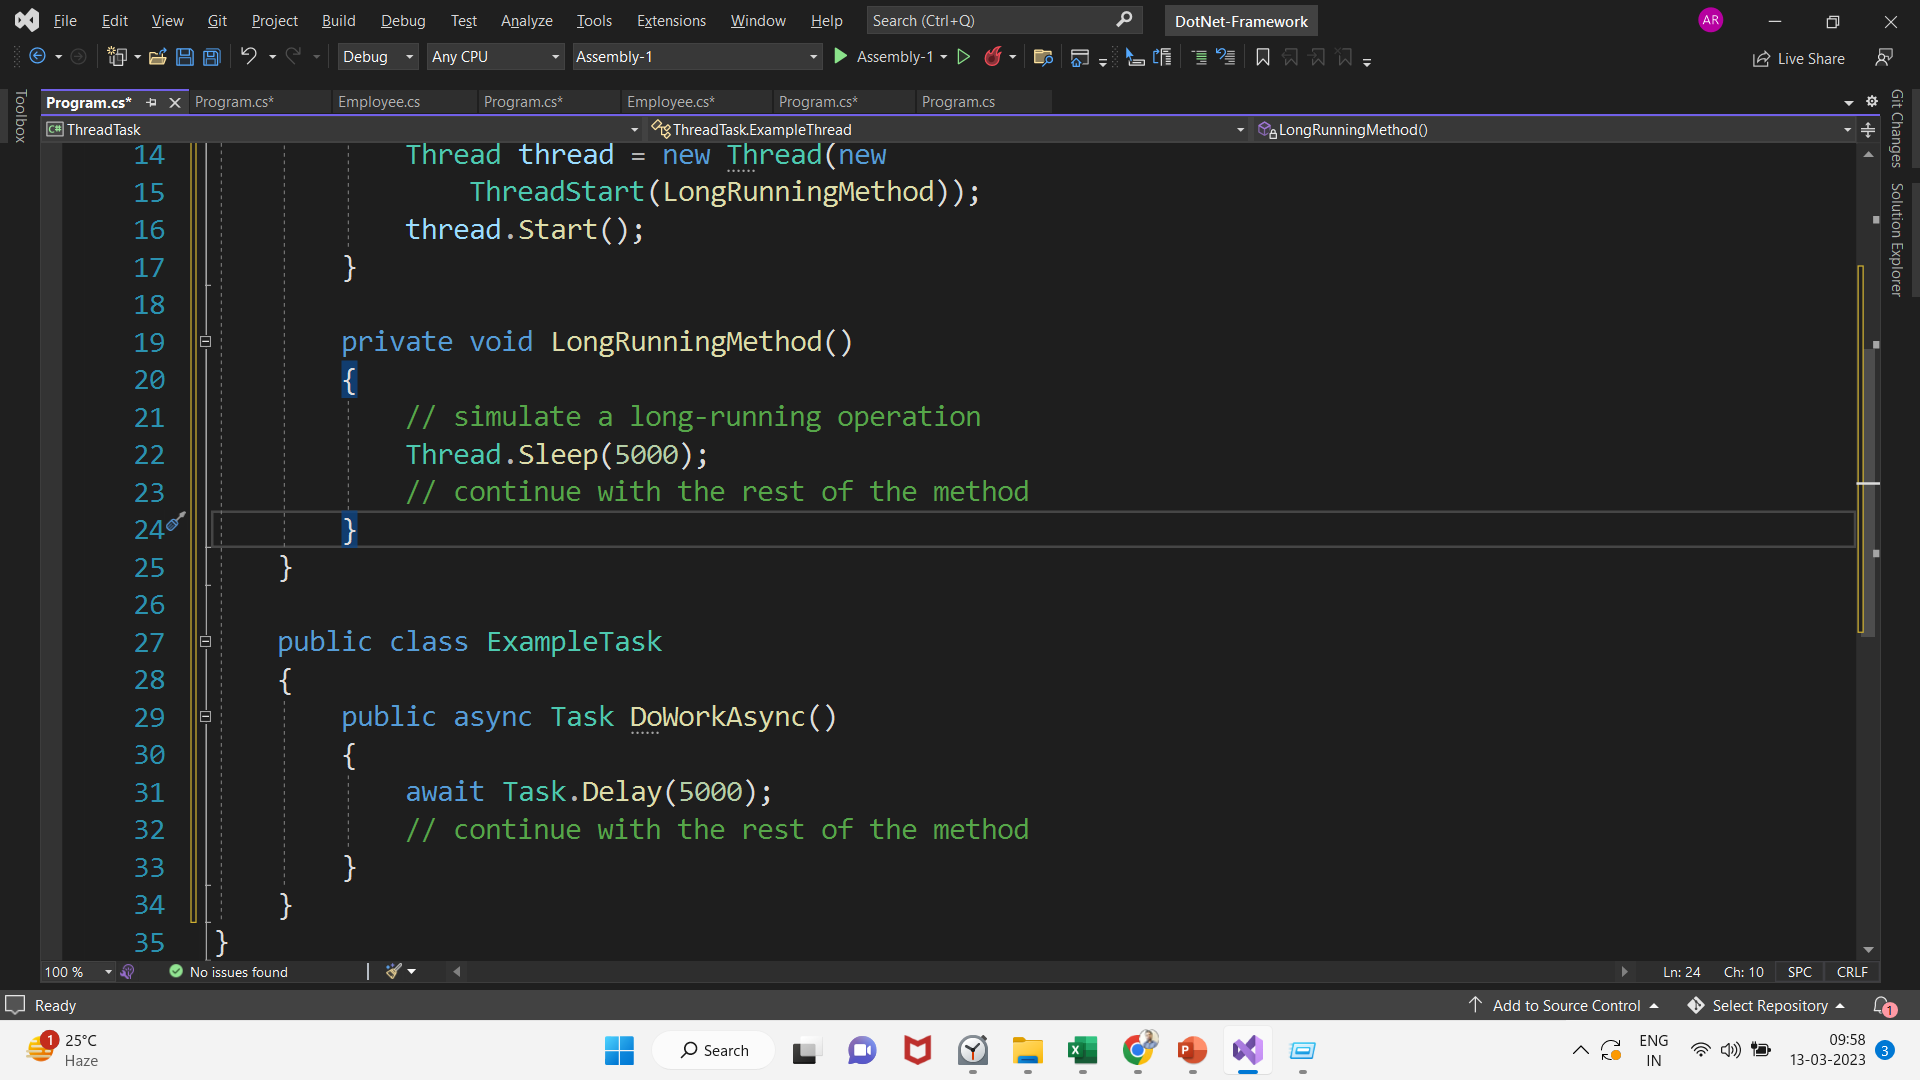 File Edit View Git Project Build Debug Test Analyze Tools Extensions Window Help Search (Ctrl+Q) DotNet-Framework AR
Debug Any CPU Assembly-1 Assembly-1 Live Share
Toolbox
Program.cs* Program.cs* Employee.cs Program.cs* Employee.cs* Program.cs* Program.cs
Git Changes
Solution Explorer
C# ThreadTask ThreadTask.ExampleThread LongRunningMethod()
14 Thread thread = new Thread(new
15 ThreadStart(LongRunningMethod));
16 thread.Start();
17 }
18
19 private void LongRunningMethod()
20 {
21 // simulate a long-running operation
22 Thread.Sleep(5000);
23 // continue with the rest of the method
24 }
25 }
26
27 public class ExampleTask
28 {
29 public async Task DoWorkAsync()
30 {
31 await Task.Delay(5000);
32 // continue with the rest of the method
33 }
34 }
35 }
100 % No issues found Ln: 24 Ch: 10 SPC CRLF
Ready Add to Source Control Select Repository 1
1 25°C
Haze
Search
P
ENG
IN
09:58
13-03-2023
3